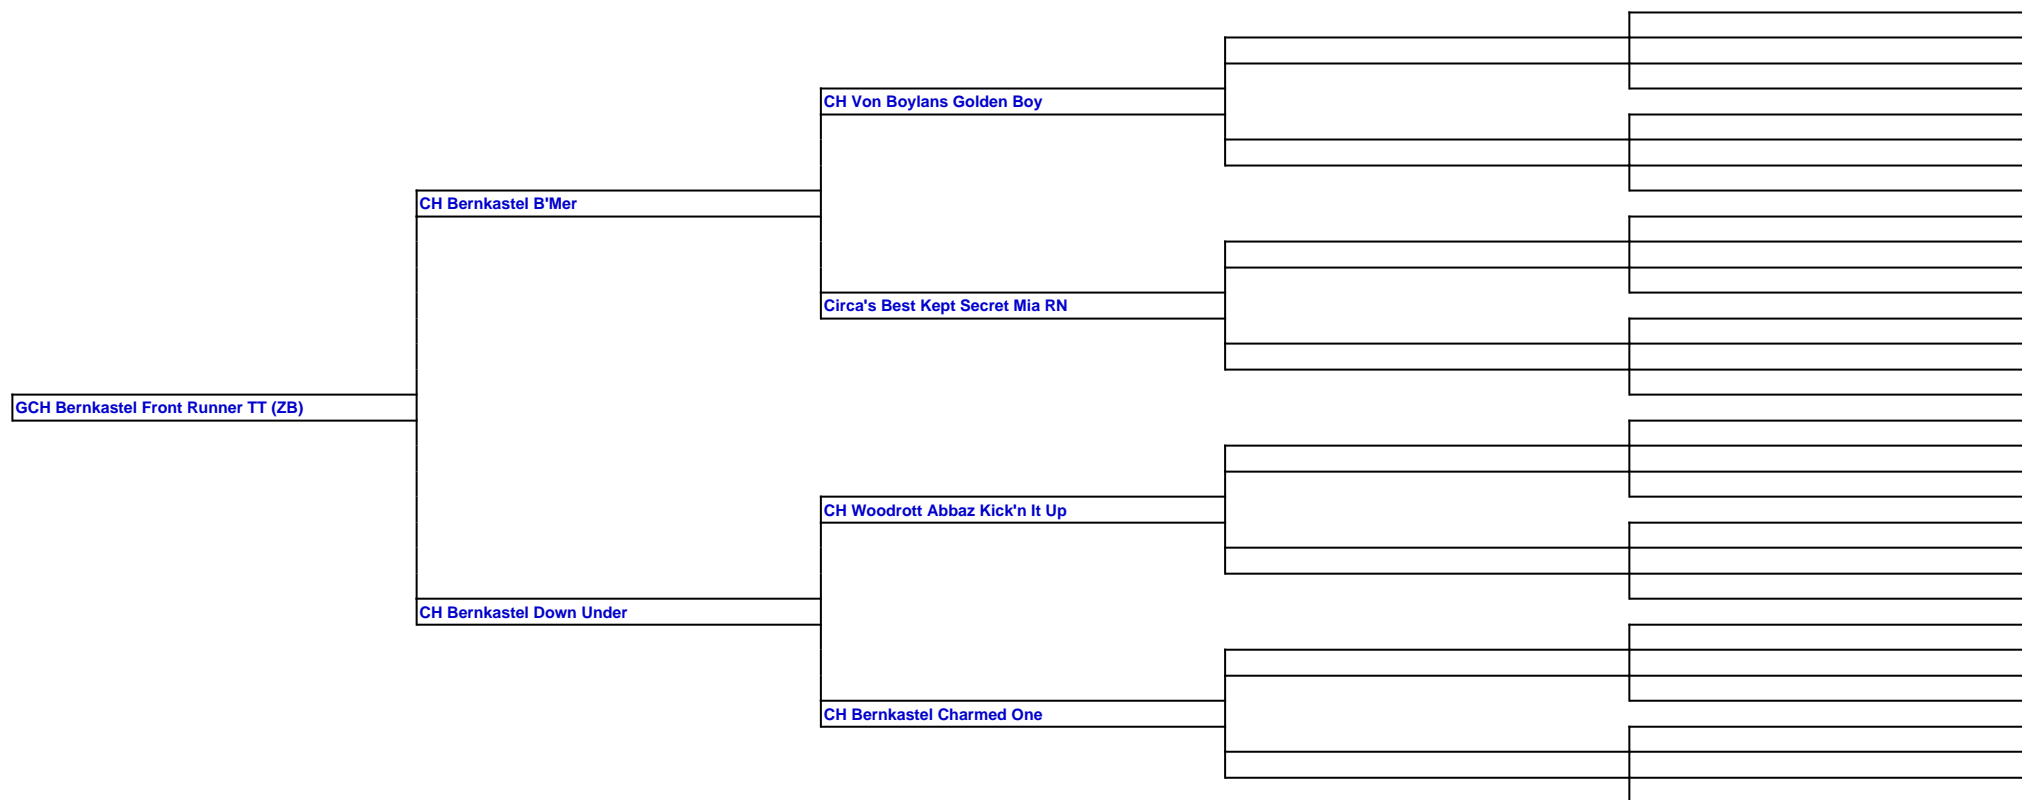 CH Von Boylans Golden Boy
CH Bernkastel B'Mer
Circa's Best Kept Secret Mia RN
GCH Bernkastel Front Runner TT (ZB)
CH Woodrott Abbaz Kick'n It Up
CH Bernkastel Down Under
CH Bernkastel Charmed One